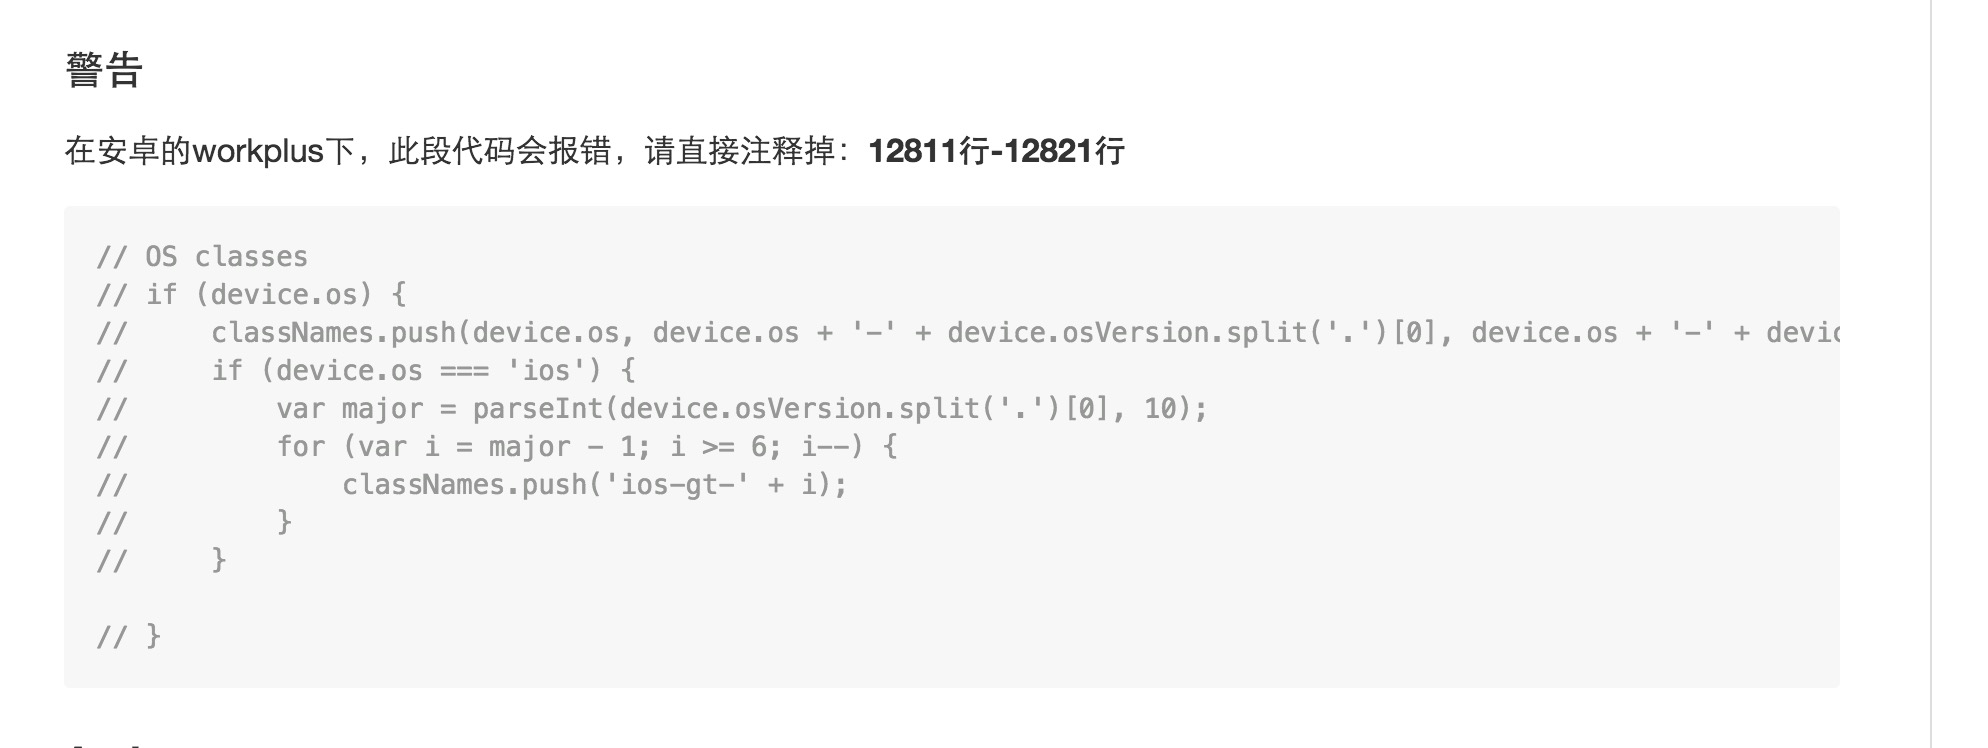 警告
在安卓的workplus下，此段代码会报错，请直接注释掉：12811行-12821行
// OS classes
// if (device.os) {
//     classNames.push(device.os, device.os + '-' + device.osVersion.split('.')[0], device.os + '-' + devic
//     if (device.os === 'ios') {
//         var major = parseInt(device.osVersion.split('.')[0], 10);
//         for (var i = major - 1; i >= 6; i--) {
//             classNames.push('ios-gt-' + i);
//         }
//     }
// }